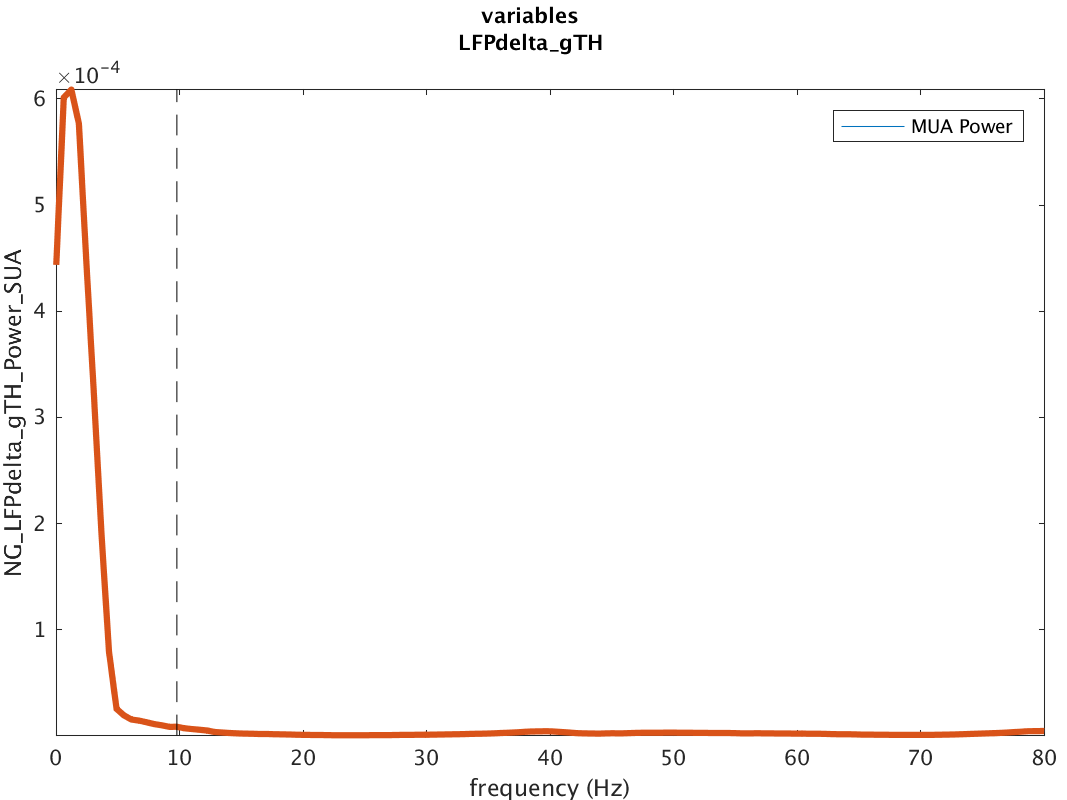 variables
LFPdelta_gTH
×10⁻⁴
MUA Power
6
5
4
3
2
1
NG_LFPdelta_gTH_Power_SUA
0 10 20 30 40 50 60 70 80
frequency (Hz)